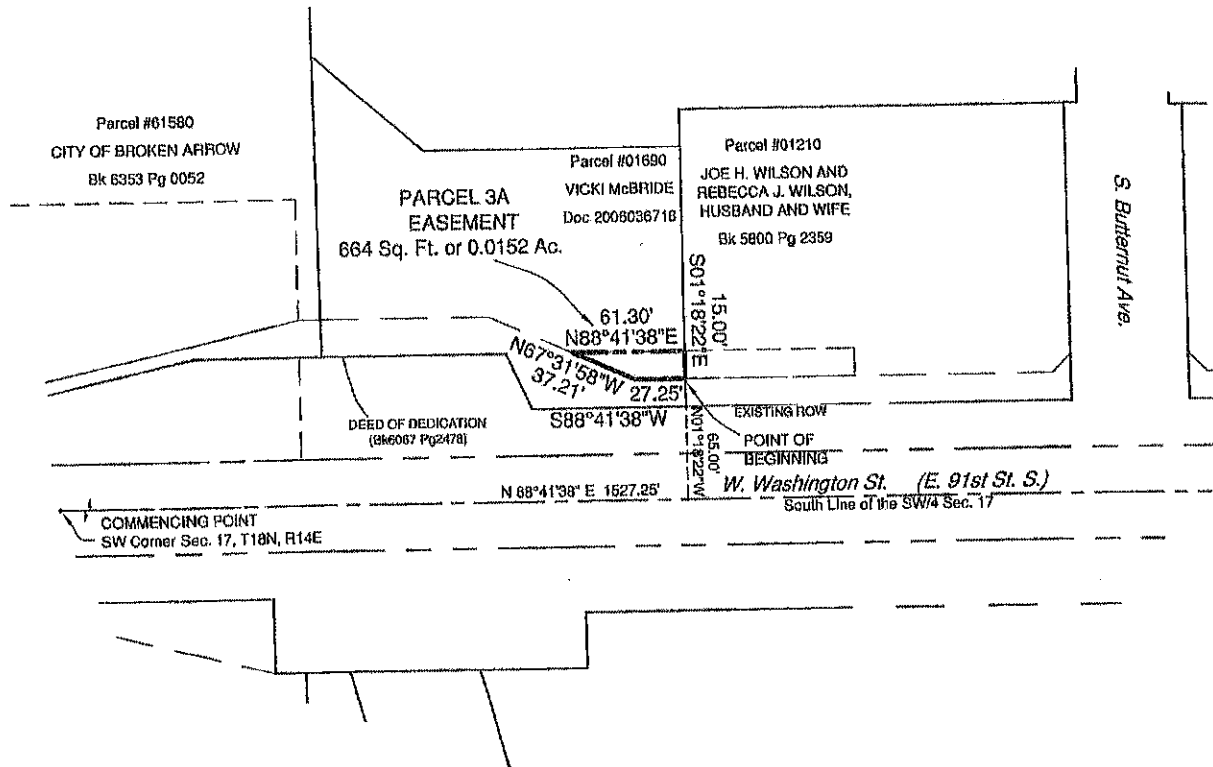 Parcel #61580
CITY OF BROKEN ARROW
Bk 6353 Pg 0052
PARCEL 3A
EASEMENT
664 Sq. Ft. or 0.0152 Ac.
Parcel #01690
VICKI McBRIDE
Doc 2006036718
Parcel #01210
JOE H. WILSON AND
REBECCA J. WILSON,
HUSBAND AND WIFE
Bk 5800 Pg 2359
S. Butternut Ave.
61.30'
N88°41'38"E
15.00'
S01°18'22"E
N67°31'58"W
37.21'
27.25'
S88°41'38"W
DEED OF DEDICATION
(Bk6067 Pg2478)
EXISTING ROW
POINT OF
BEGINNING
65.00'
N01°18'22"W
N 88°41'38" E 1527.25'
W. Washington St. (E. 91st St. S.)
South Line of the SW/4 Sec. 17
COMMENCING POINT
SW Corner Sec. 17, T18N, R14E